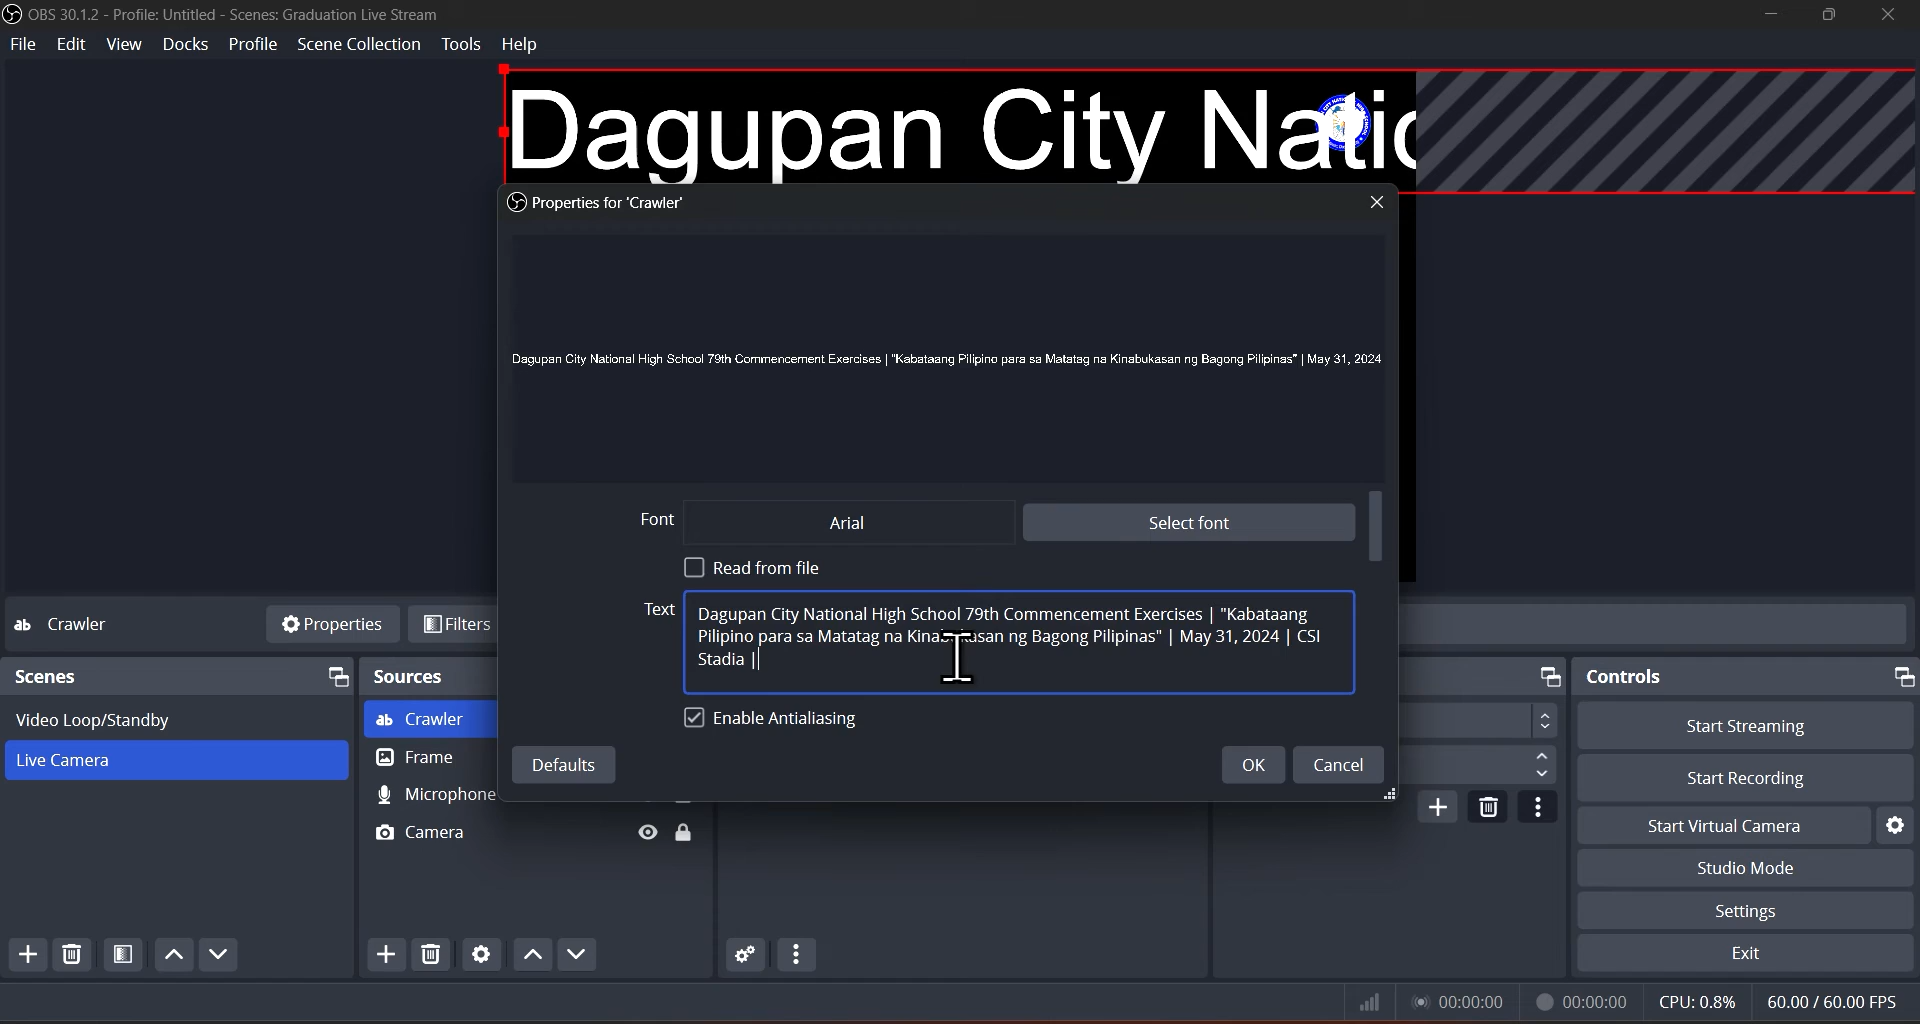 OBS 30.1.2 - Profile: Untitled - Scenes: Graduation Live Stream
File Edit View Docks Profile Scene Collection Tools Help
Dagupan City Natio
Properties for 'Crawler'
Dagupan City National High School 79th Commencement Exercises | "Kabataang Pilipino para sa Matatag na Kinabukasan ng Bagong Pilipinas" | May 31, 2024
Font Arial Select font
Read from file
Text
Dagupan City National High School 79th Commencement Exercises | "Kabataang
Pilipino para sa Matatag na Kinabukasan ng Bagong Pilipinas" | May 31, 2024 | CSI
Stadia |
Enable Antialiasing
Defaults OK Cancel
ab Crawler Properties Filters
Scenes
Video Loop/Standby
Live Camera
Sources
ab Crawler
Frame
Microphone
Camera
Controls
Start Streaming
Start Recording
Start Virtual Camera
Studio Mode
Settings
Exit
00:00:00 00:00:00 CPU: 0.8% 60.00 / 60.00 FPS